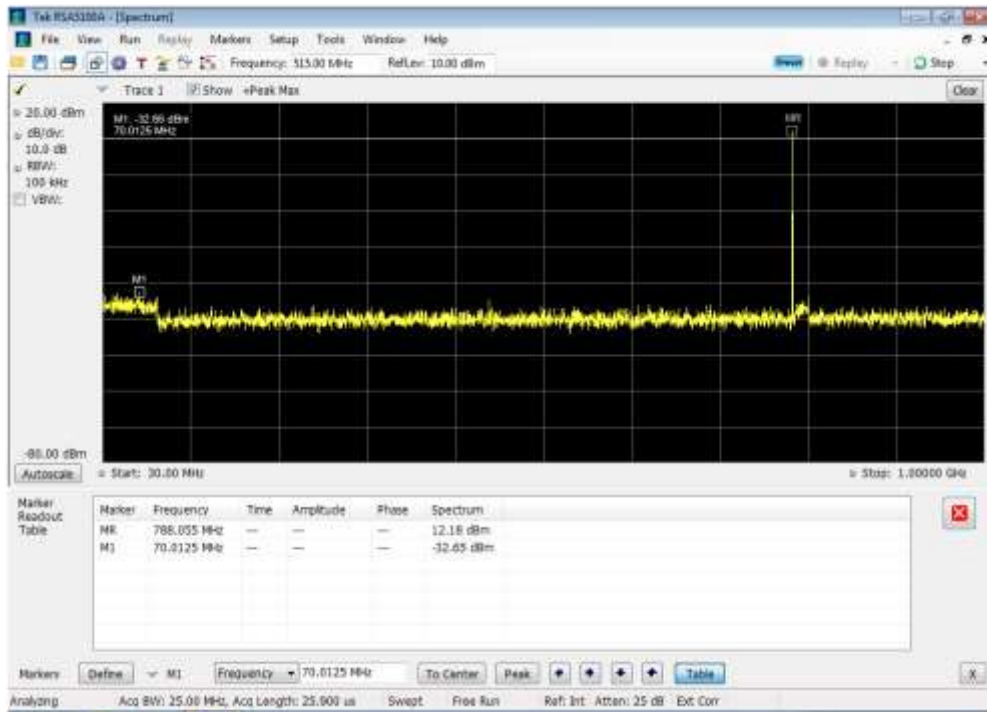 Tek RSA5100A - [Spectrum]
File View Run Replay Markers Setup Tools Window Help
Frequency: 515.00 MHz RefLev: 10.00 dBm Preset Replay Stop
Trace 1 Show +Peak Max Clear
20.00 dBm
dB/div:
10.0 dB
RBW:
100 kHz
VBW:
M1: -32.65 dBm
70.0125 MHz
MR
M1
-80.00 dBm
Autoscale Start: 30.00 MHz Stop: 1.00000 GHz
Marker
Readout
Table
Marker Frequency Time Amplitude Phase Spectrum
MR 788.055 MHz --- --- --- 12.18 dBm
M1 70.0125 MHz --- --- --- -32.65 dBm
Markers Define M1 Frequency 70.0125 MHz To Center Peak Table X
Analyzing Acq BW: 25.00 MHz, Acq Length: 25.900 us Swept Free Run Ref: Int Atten: 25 dB Ext Corr